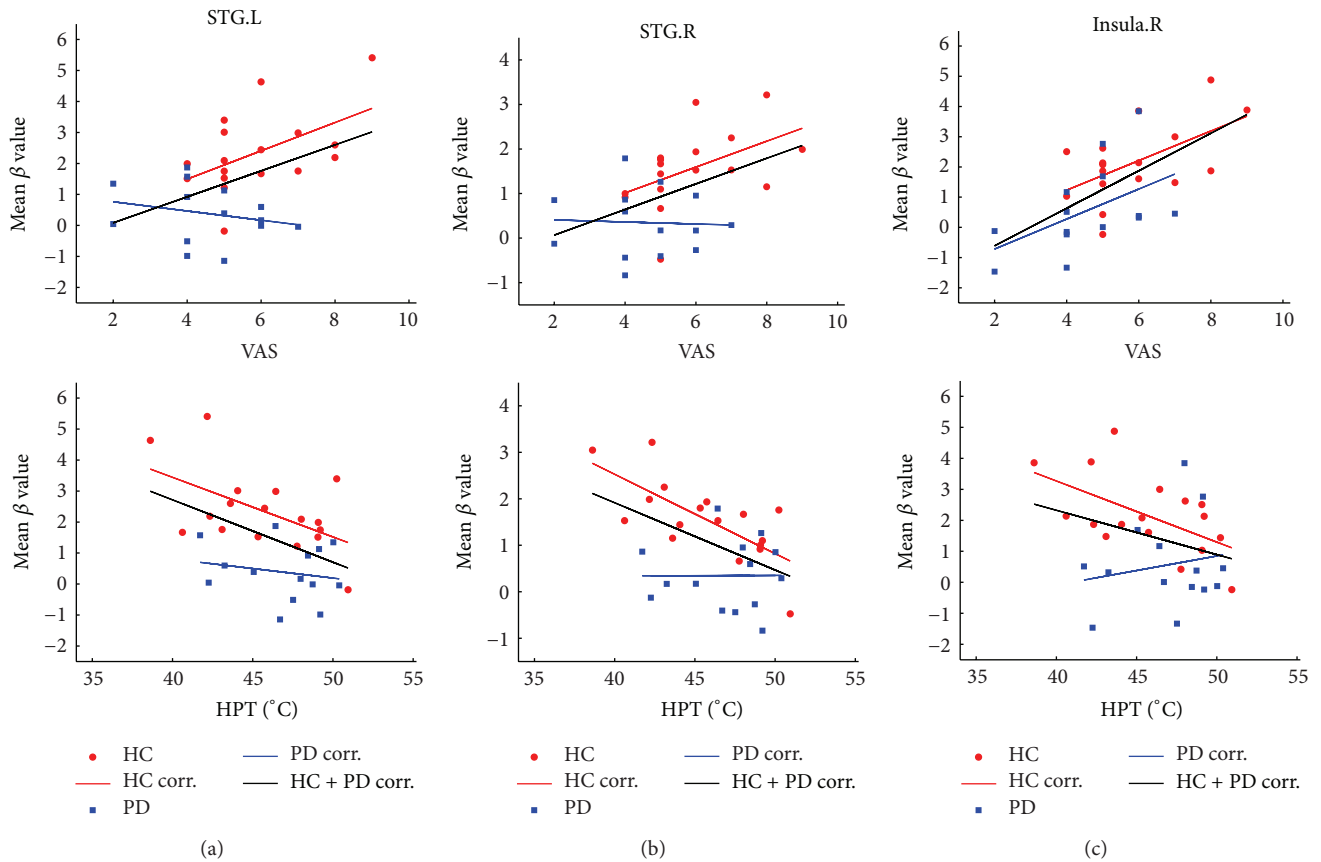 STG.L
6
5
4
3
2
1
0
−1
−2
Mean β value
2 4 6 8 10
VAS
STG.R
4
3
2
1
0
−1
Mean β value
2 4 6 8 10
VAS
Insula.R
6
5
4
3
2
1
0
−1
−2
Mean β value
2 4 6 8 10
VAS
6
5
4
3
2
1
0
−1
−2
Mean β value
35 40 45 50 55
HPT (°C)
4
3
2
1
0
−1
Mean β value
35 40 45 50 55
HPT (°C)
6
5
4
3
2
1
0
−1
−2
Mean β value
35 40 45 50 55
HPT (°C)
HC
HC corr.
PD
PD corr.
HC + PD corr.
(a)
HC
HC corr.
PD
PD corr.
HC + PD corr.
(b)
HC
HC corr.
PD
PD corr.
HC + PD corr.
(c)